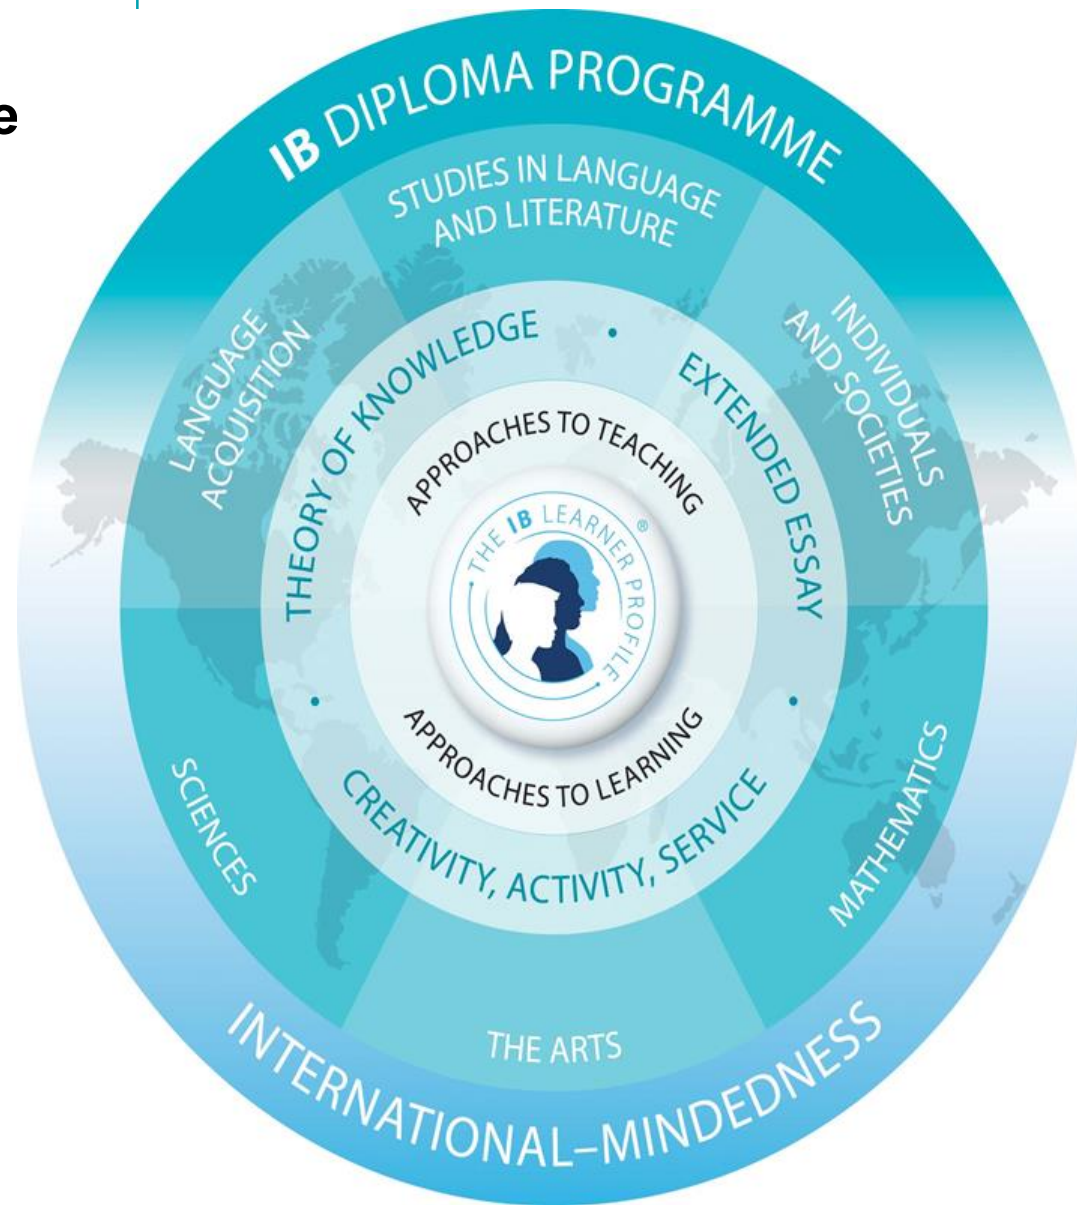 e
IB DIPLOMA PROGRAMME
STUDIES IN LANGUAGE
AND LITERATURE
LANGUAGE
ACQUISITION
INDIVIDUALS
AND SOCIETIES
THEORY OF KNOWLEDGE
•
EXTENDED ESSAY
•
CREATIVITY, ACTIVITY, SERVICE
•
APPROACHES TO TEACHING
THE IB LEARNER PROFILE ®
APPROACHES TO LEARNING
SCIENCES
MATHEMATICS
THE ARTS
INTERNATIONAL–MINDEDNESS